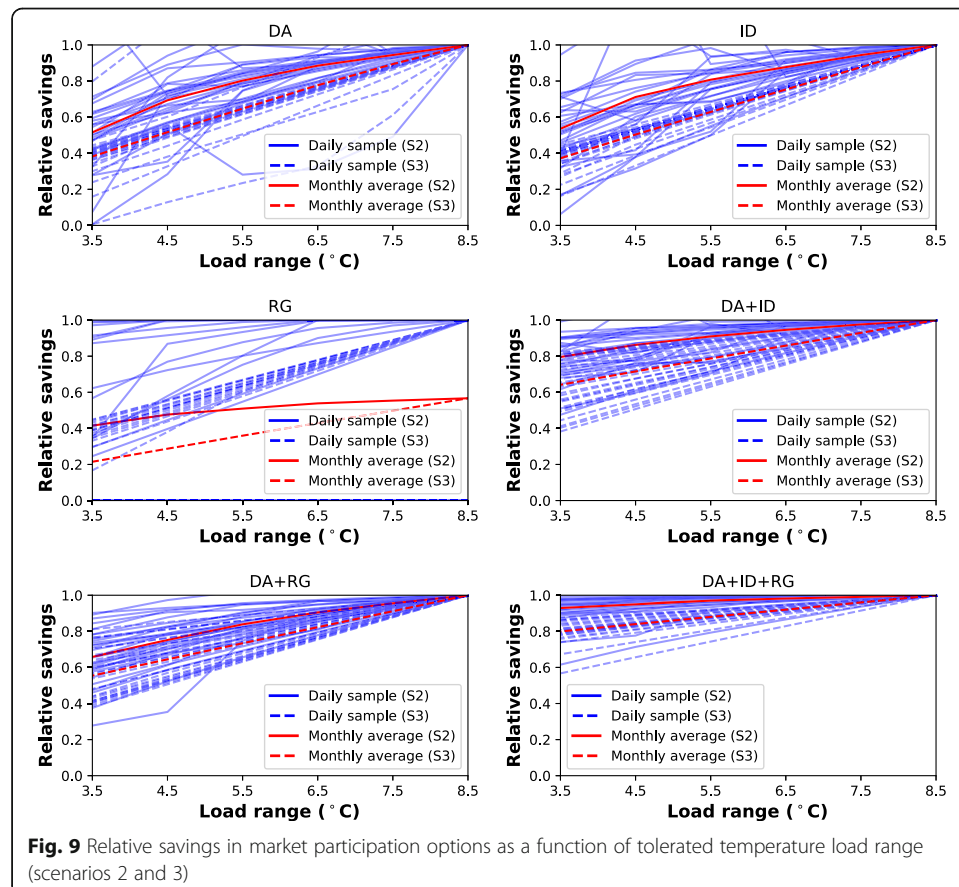 DA
Relative savings
1.0
0.8
0.6
0.4
0.2
0.0
Daily sample (S2)
Daily sample (S3)
Monthly average (S2)
Monthly average (S3)
3.5 4.5 5.5 6.5 7.5 8.5
Load range (°C)
ID
Relative savings
1.0
0.8
0.6
0.4
0.2
0.0
Daily sample (S2)
Daily sample (S3)
Monthly average (S2)
Monthly average (S3)
3.5 4.5 5.5 6.5 7.5 8.5
Load range (°C)
RG
Relative savings
1.0
0.8
0.6
0.4
0.2
0.0
Daily sample (S2)
Daily sample (S3)
Monthly average (S2)
Monthly average (S3)
3.5 4.5 5.5 6.5 7.5 8.5
Load range (°C)
DA+ID
Relative savings
1.0
0.8
0.6
0.4
0.2
0.0
Daily sample (S2)
Daily sample (S3)
Monthly average (S2)
Monthly average (S3)
3.5 4.5 5.5 6.5 7.5 8.5
Load range (°C)
DA+RG
Relative savings
1.0
0.8
0.6
0.4
0.2
0.0
Daily sample (S2)
Daily sample (S3)
Monthly average (S2)
Monthly average (S3)
3.5 4.5 5.5 6.5 7.5 8.5
Load range (°C)
DA+ID+RG
Relative savings
1.0
0.8
0.6
0.4
0.2
0.0
Daily sample (S2)
Daily sample (S3)
Monthly average (S2)
Monthly average (S3)
3.5 4.5 5.5 6.5 7.5 8.5
Load range (°C)
Fig. 9 Relative savings in market participation options as a function of tolerated temperature load range
(scenarios 2 and 3)